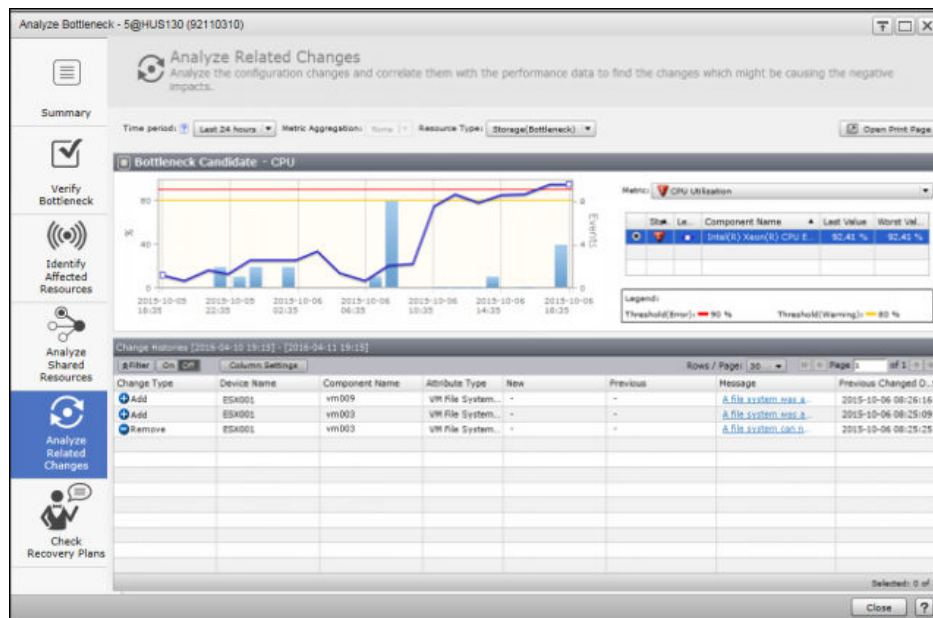 Analyze Bottleneck - 5@HUS130 (92110310)
Summary
Verify
Bottleneck
Identify
Affected
Resources
Analyze
Shared
Resources
Analyze
Related
Changes
Check
Recovery Plans
Analyze Related Changes
Analyze the configuration changes and correlate them with the performance data to find the changes which might be causing the negative
impacts.
Time period: ? Last 24 hours Metric Aggregation: None Resource Type: Storage(Bottleneck)
Open Print Page
Bottleneck Candidate - CPU
%
80
40
0
8
4
0
Events
2015-10-05 2015-10-05 2015-10-06 2015-10-06 2015-10-06 2015-10-06 2015-10-06
18:35 22:35 02:35 06:35 10:35 14:35 18:35
Metric: CPU Utilization
Le... Component Name Last Value Worst Val...
Intel(R) Xeon(R) CPU E... 92.41 % 92.41 %
Legend:
Threshold(Error): 90 % Threshold(Warning): 80 %
Change Histories [2016-04-10 19:15] - [2016-04-11 19:15]
Filter On Off Column Settings Rows / Page: 30 Page 1 of 1
Change Type Device Name Component Name Attribute Type New Previous Message Previous Changed D...
Add ESX001 vm009 VM File System... - - A file system was a... 2015-10-06 08:26:16
Add ESX001 vm003 VM File System... - - A file system was a... 2015-10-06 08:25:09
Remove ESX001 vm003 VM File System... - - A file system can n... 2015-10-06 08:25:25
Selected: 0 of
Close ?